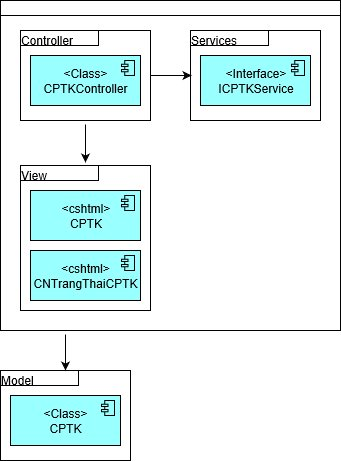 Controller
<Class>
CPTKController
Services
<Interface>
ICPTKService
View
<cshtml>
CPTK
<cshtml>
CNTrangThaiCPTK
Model
<Class>
CPTK